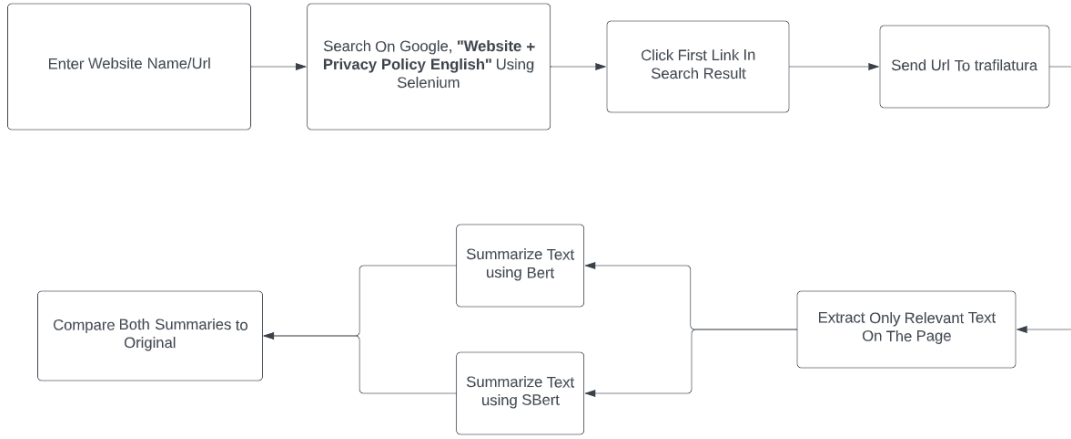 Enter Website Name/Url
Search On Google, "Website +
Privacy Policy English" Using
Selenium
Click First Link In
Search Result
Send Url To trafilatura
Extract Only Relevant Text
On The Page
Summarize Text
using Bert
Summarize Text
using SBert
Compare Both Summaries to
Original